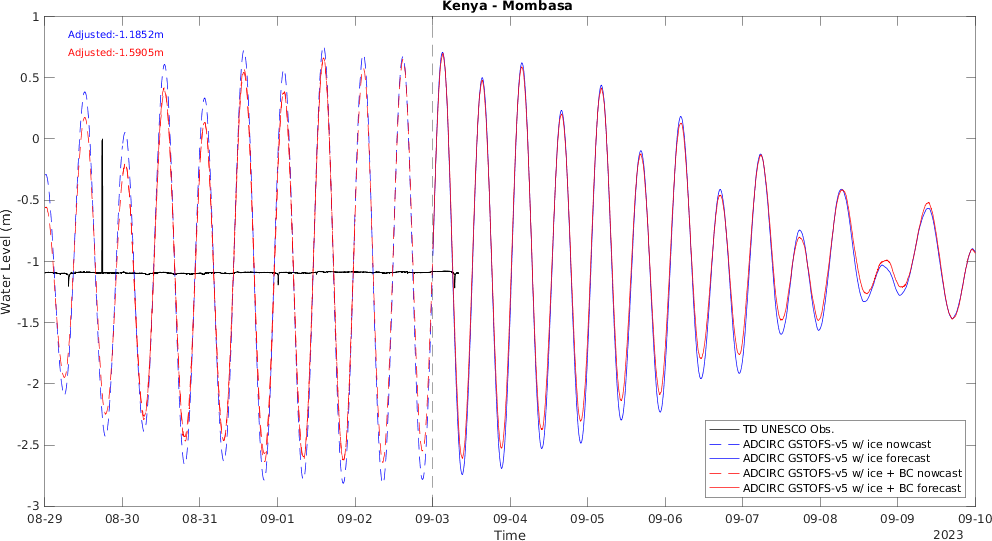 Kenya - Mombasa
Adjusted:-1.1852m
Adjusted:-1.5905m
Water Level (m)
1
0.5
0
-0.5
-1
-1.5
-2
-2.5
-3
TD UNESCO Obs.
ADCIRC GSTOFS-v5 w/ ice nowcast
ADCIRC GSTOFS-v5 w/ ice forecast
ADCIRC GSTOFS-v5 w/ ice + BC nowcast
ADCIRC GSTOFS-v5 w/ ice + BC forecast
08-29 08-30 08-31 09-01 09-02 09-03 09-04 09-05 09-06 09-07 09-08 09-09 09-10
Time
2023